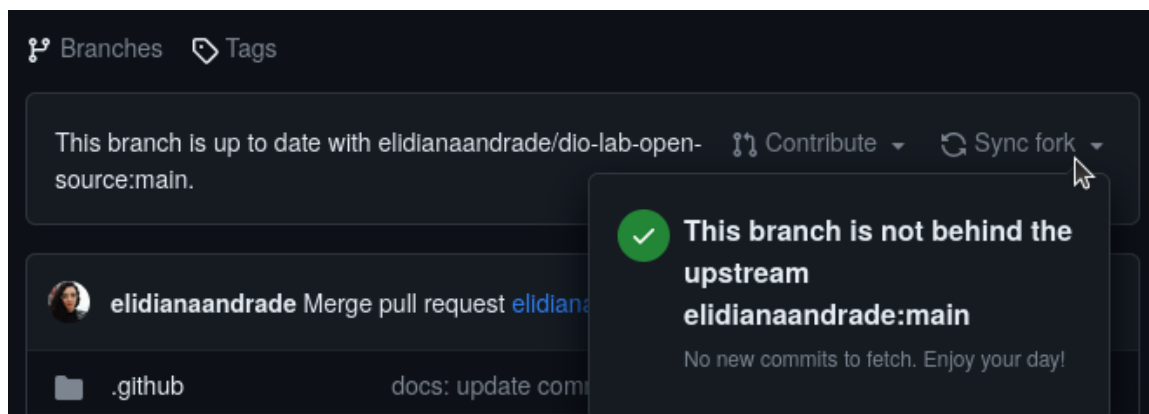 Branches Tags
This branch is up to date with elidianaandrade/dio-lab-open-
source:main.
Contribute
Sync fork
This branch is not behind the
upstream
elidianaandrade:main
No new commits to fetch. Enjoy your day!
elidianaandrade Merge pull request
.github
docs: update